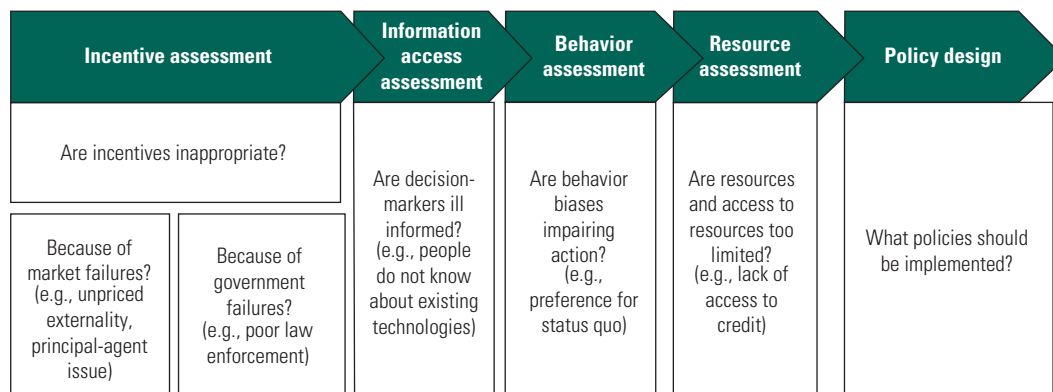 Incentive assessment
Information
access
assessment
Behavior
assessment
Resource
assessment
Policy design
Are incentives inappropriate?
Because of
market failures?
(e.g., unpriced
externality,
principal-agent
issue)
Because of
government
failures?
(e.g., poor law
enforcement)
Are decision-
markers ill
informed?
(e.g., people
do not know
about existing
technologies)
Are behavior
biases
impairing
action?
(e.g.,
preference for
status quo)
Are resources
and access to
resources too
limited?
(e.g., lack of
access to
credit)
What policies should
be implemented?